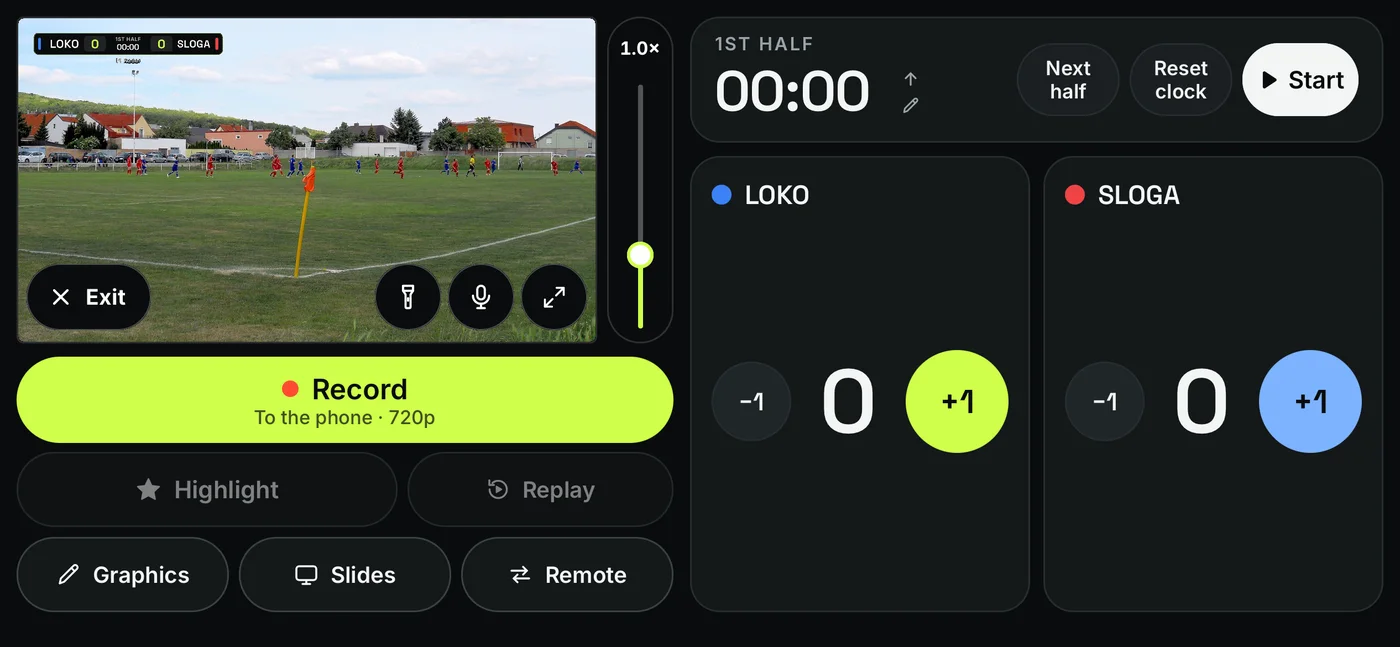 LOKO 0 1ST HALF 00:00 0 SLOGA
Exit
1.0×
Record
To the phone · 720p
Highlight
Replay
Graphics
Slides
Remote
1ST HALF
00:00
Next
half
Reset
clock
Start
LOKO
−1
0
+1
SLOGA
−1
0
+1